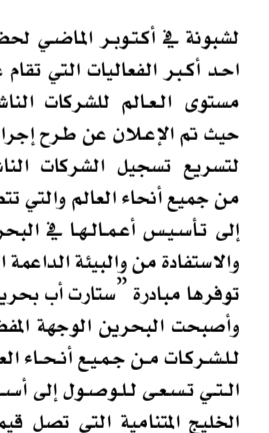 لشبونة في أكتوبر الماضي لحض
احد أكبر الفعاليات التي تقام ع
مستوى العالم للشركات الناش
حيث تم الإعلان عن طرح إجرا
لتسريع تسجيل الشركات الناش
من جميع أنحاء العالم والتي تتط
إلى تأسيس أعمالها في البحر
والاستفادة من والبيئة الداعمة ا
توفرها مبادرة ”ستارت أب بحري
وأصبحت البحرين الوجهة المفض
للشركات من جميع أنحاء الع
التي تسعى للوصول إلى أس
الخليج المتنامية التي تصل قيم